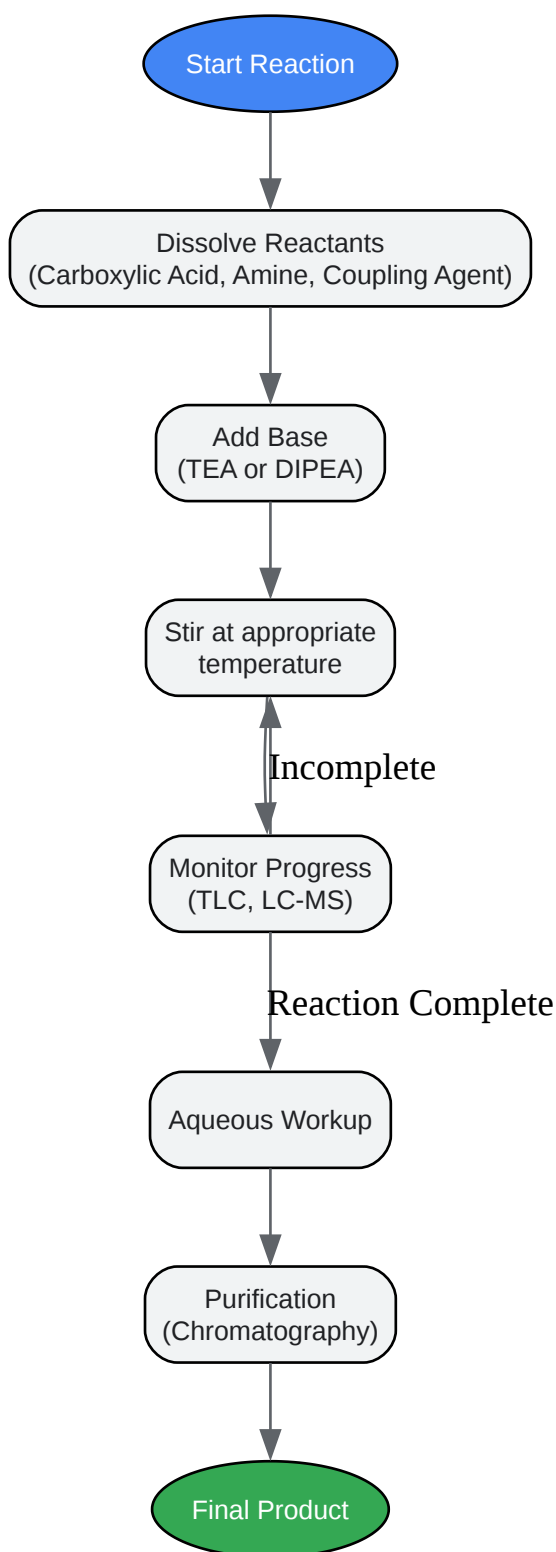 Start Reaction
Dissolve Reactants
(Carboxylic Acid, Amine, Coupling Agent)
Add Base
(TEA or DIPEA)
Stir at appropriate
temperature
Incomplete
Monitor Progress
(TLC, LC-MS)
Reaction Complete
Aqueous Workup
Purification
(Chromatography)
Final Product